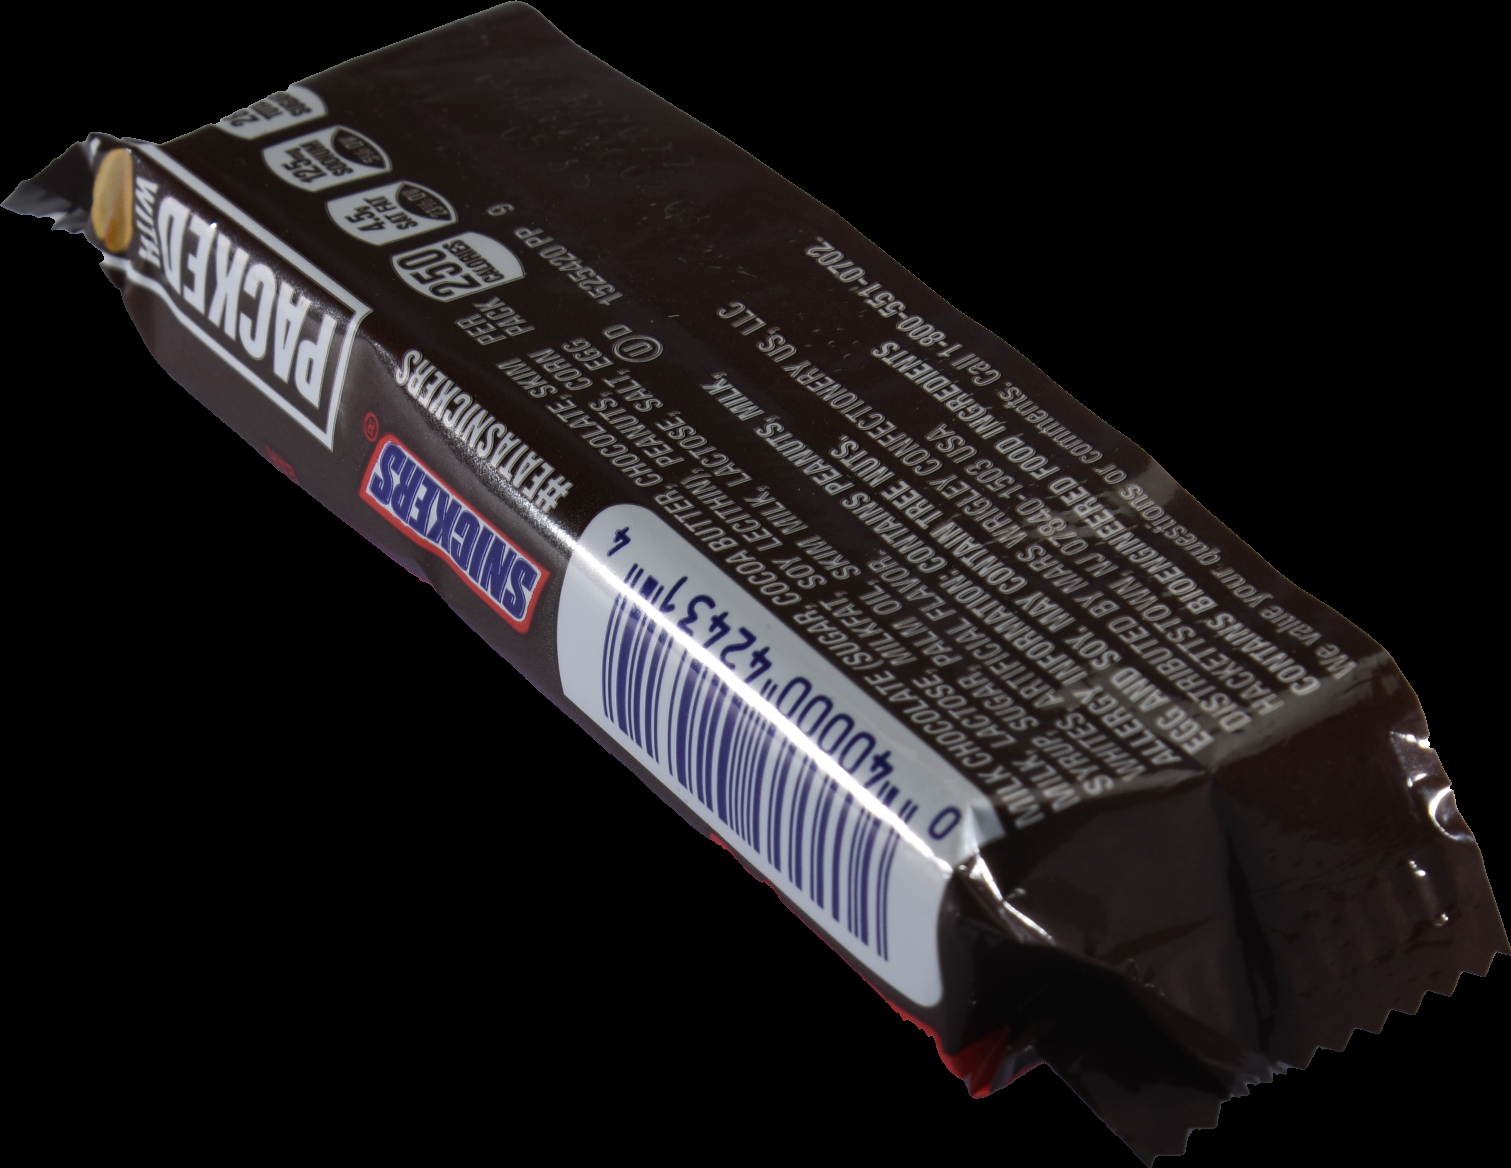 PACKED
WITH
SNICKERS®
#EATASNICKERS
0 40000 42431 4
250
CALORIES
PER
PACK
4.5g
SAT FAT
125mg
SODIUM
MILK CHOCOLATE (SUGAR, COCOA BUTTER, CHOCOLATE, SKIM
MILK, LACTOSE, MILKFAT, SOY LECITHIN), PEANUTS, CORN
SYRUP, SUGAR, PALM OIL, SKIM MILK, LACTOSE, SALT, EGG
WHITES, ARTIFICIAL FLAVOR.
ALLERGY INFORMATION: CONTAINS PEANUTS, MILK,
EGG AND SOY. MAY CONTAIN TREE NUTS.
DISTRIBUTED BY MARS WRIGLEY CONFECTIONERY US, LLC
HACKETTSTOWN, NJ 07840-1503 USA
CONTAINS BIOENGINEERED FOOD INGREDIENTS
We value your questions or comments. Call 1-800-551-0702.
U D
1525420 PP 9